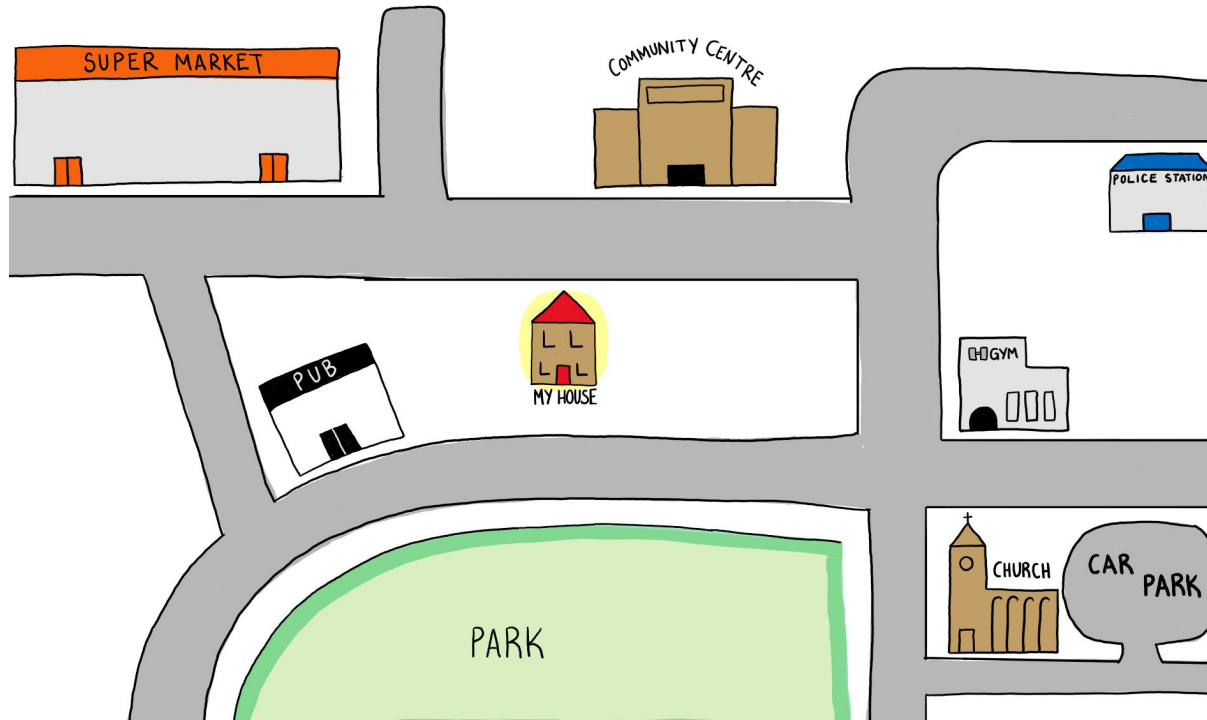 SUPER MARKET
COMMUNITY CENTRE
POLICE STATION
PUB
MY HOUSE
GYM
CHURCH
CAR
PARK
PARK